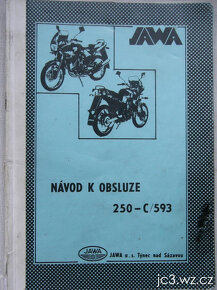 JAWA
NÁVOD K OBSLUZE
250-C/593
JAWA
JAWA a. s. Týnec nad Sázavou
jc3.wz.cz